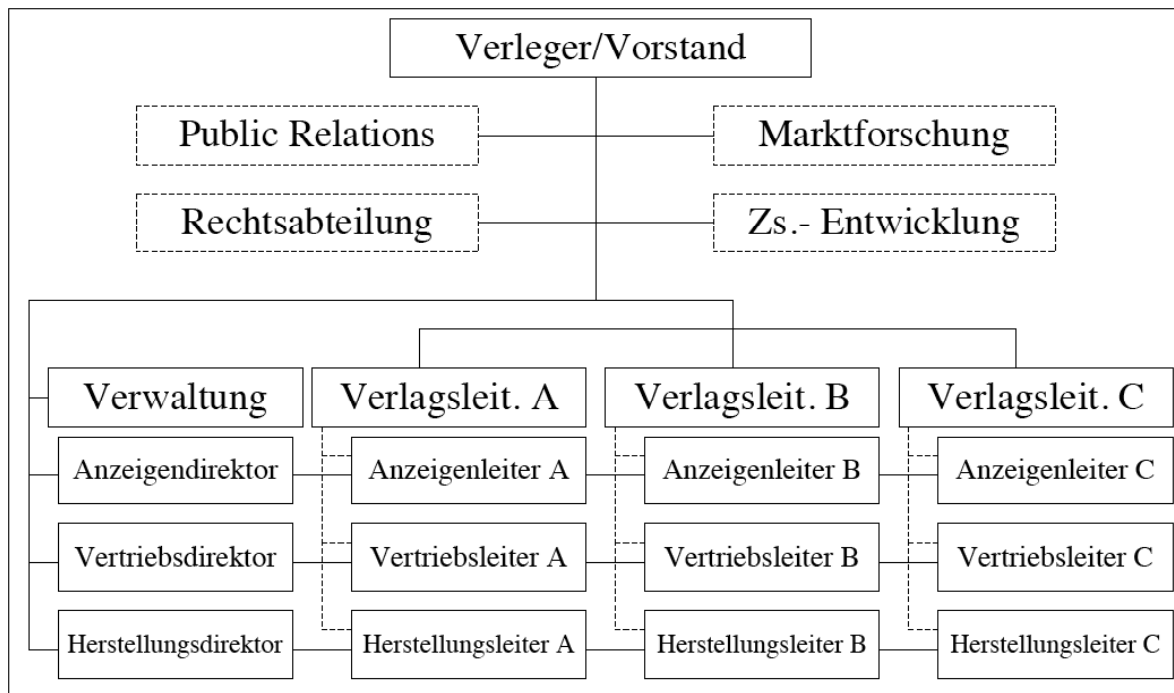 Verleger/Vorstand
Public Relations
Marktforschung
Rechtsabteilung
Zs.- Entwicklung
Verwaltung
Verlagsleit. A
Verlagsleit. B
Verlagsleit. C
Anzeigendirektor
Anzeigenleiter A
Anzeigenleiter B
Anzeigenleiter C
Vertriebsdirektor
Vertriebsleiter A
Vertriebsleiter B
Vertriebsleiter C
Herstellungsdirektor
Herstellungsleiter A
Herstellungsleiter B
Herstellungsleiter C